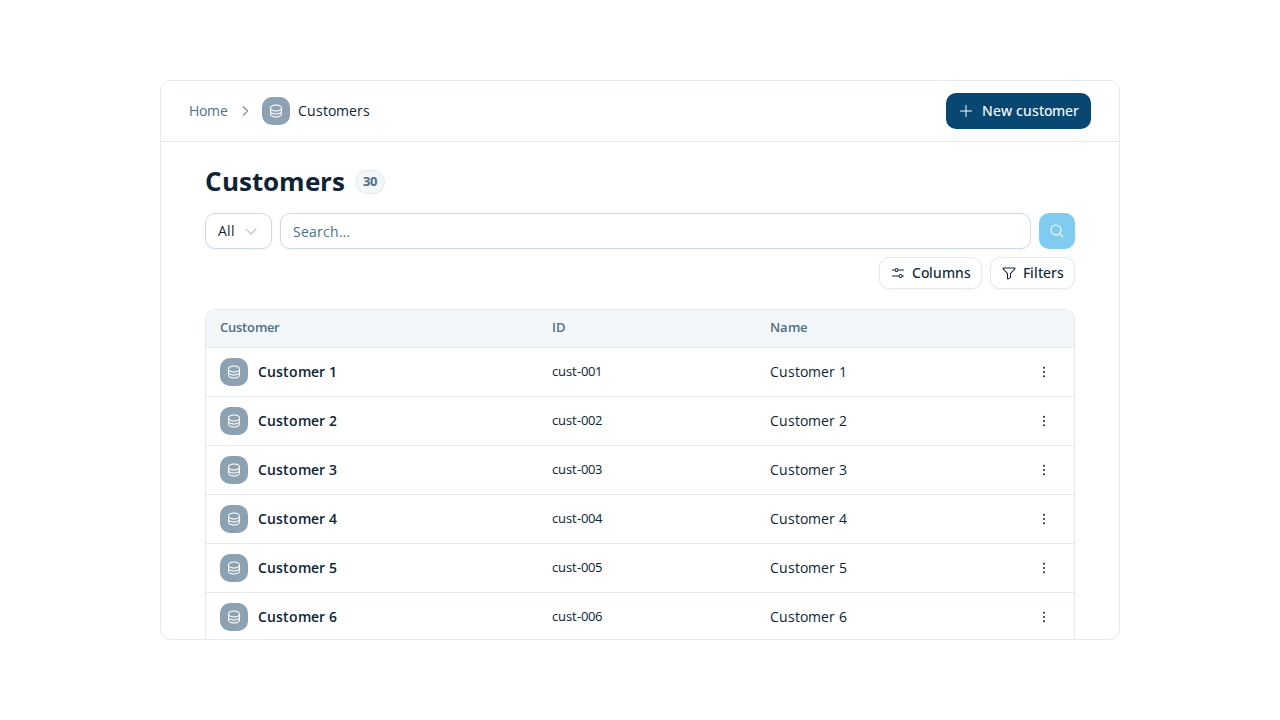 Home Customers New customer
Customers 30
All Search...
Columns Filters
Customer ID Name
Customer 1 cust-001 Customer 1
Customer 2 cust-002 Customer 2
Customer 3 cust-003 Customer 3
Customer 4 cust-004 Customer 4
Customer 5 cust-005 Customer 5
Customer 6 cust-006 Customer 6